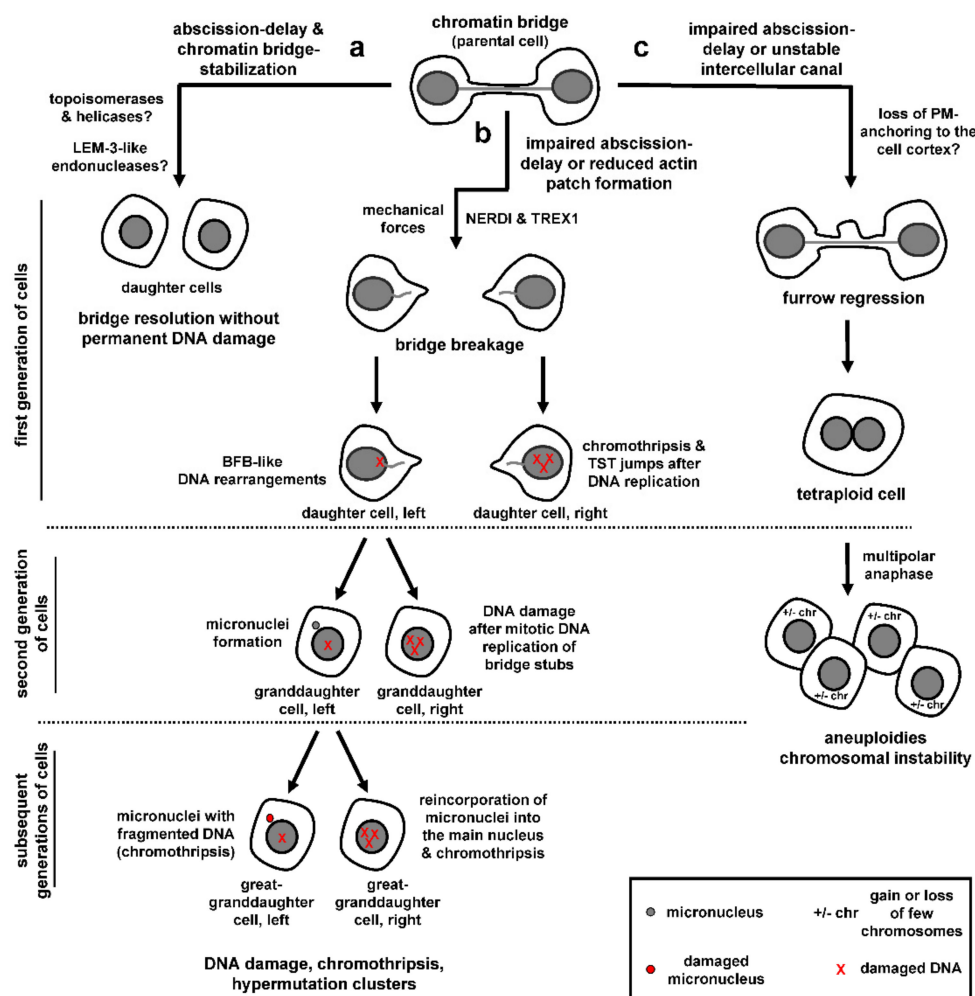 abscission-delay &
chromatin bridge-
stabilization
a
chromatin bridge
(parental cell)
c
impaired abscission-
delay or unstable
intercellular canal
topoisomerases
& helicases?
LEM-3-like
endonucleases?
b
impaired abscission-
delay or reduced actin
patch formation
loss of PM-
anchoring to the
cell cortex?
mechanical
forces
NERDI & TREX1
first generation of cells
daughter cells
bridge resolution without
permanent DNA damage
bridge breakage
furrow regression
BFB-like
DNA rearrangements
X
X X
X
chromothripsis &
TST jumps after
DNA replication
daughter cell, left
daughter cell, right
tetraploid cell
second generation
of cells
micronuclei
formation
X
X X
X
DNA damage
after mitotic DNA
replication of
bridge stubs
granddaughter
cell, left
granddaughter
cell, right
multipolar
anaphase
+/- chr
+/- chr
+/- chr
+/- chr
aneuploidies
chromosomal instability
subsequent
generations of cells
micronuclei with
fragmented DNA
(chromothripsis)
X
X X
X
reincorporation of
micronuclei into
the main nucleus
& chromothripsis
great-
granddaughter
cell, left
great-
granddaughter
cell, right
DNA damage, chromothripsis,
hypermutation clusters
micronucleus
+/- chr
gain or loss
of few
chromosomes
damaged
micronucleus
X
damaged DNA